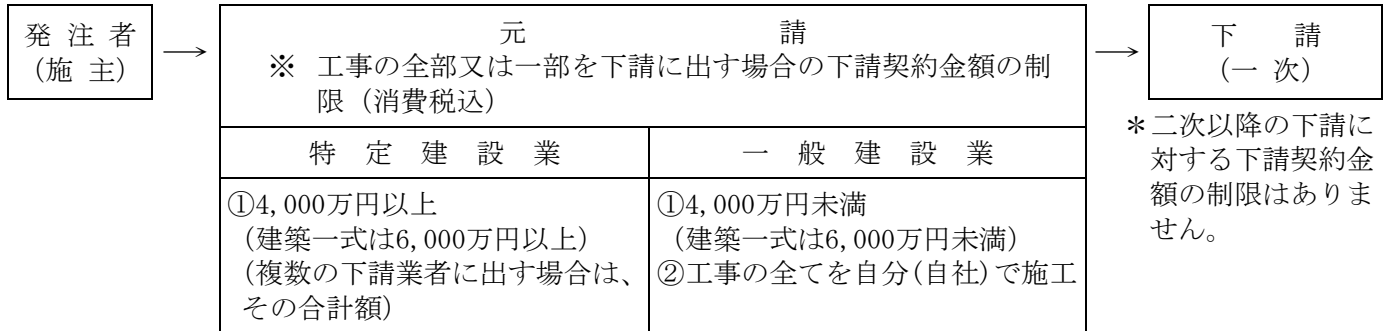 発注者
(施主)
→
元請
※ 工事の全部又は一部を下請に出す場合の下請契約金額の制
限(消費税込)
→
下請
(一次)
特定建設業
一般建設業
①4,000万円以上
(建築一式は6,000万円以上)
(複数の下請業者に出す場合は、
その合計額)
①4,000万円未満
(建築一式は6,000万円未満)
②工事の全てを自分(自社)で施工
*二次以降の下請に
対する下請契約金
額の制限はありま
せん。